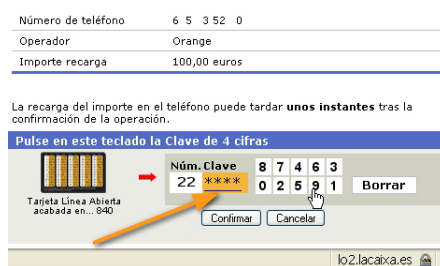 Número de teléfono 6 5 3 52 0
Operador Orange
Importe recarga 100,00 euros
La recarga del importe en el teléfono puede tardar unos instantes tras la
confirmación de la operación.
Pulse en este teclado la Clave de 4 cifras
Núm. Clave 8 7 4 6 3
22 **** 0 2 5 9 1 Borrar
Tarjeta Línea Abierta
acabada en... 840
Confirmar Cancelar
lo2.lacaixa.es